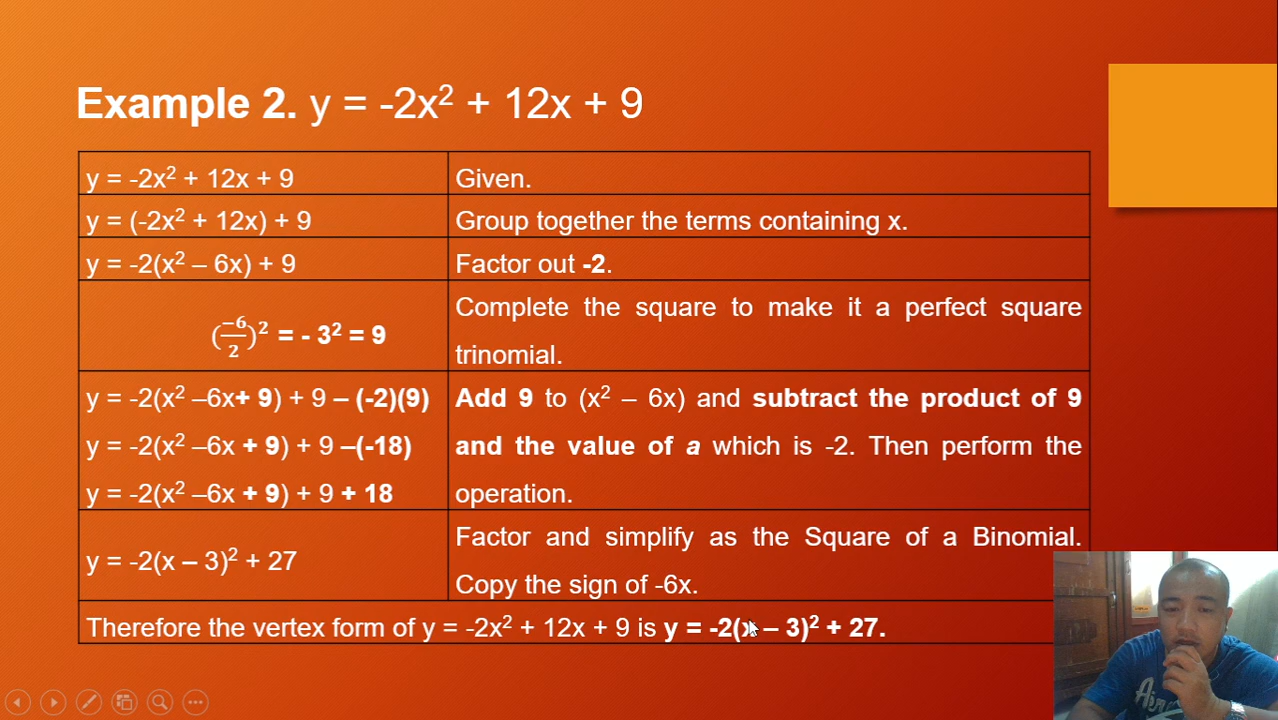 Example 2. y = -2x² + 12x + 9
y = -2x² + 12x + 9
Given.
y = (-2x² + 12x) + 9
Group together the terms containing x.
y = -2(x² – 6x) + 9
Factor out -2.
(-6/2)² = - 3² = 9
Complete the square to make it a perfect square
trinomial.
y = -2(x² –6x+ 9) + 9 – (-2)(9)
y = -2(x² –6x + 9) + 9 –(-18)
y = -2(x² –6x + 9) + 9 + 18
Add 9 to (x² – 6x) and subtract the product of 9
and the value of a which is -2. Then perform the
operation.
y = -2(x – 3)² + 27
Factor and simplify as the Square of a Binomial.
Copy the sign of -6x.
Therefore the vertex form of y = -2x² + 12x + 9 is y = -2(x – 3)² + 27.